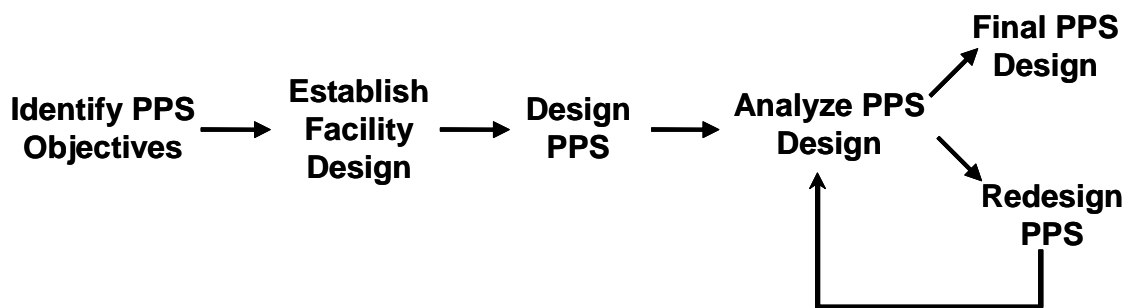 Identify PPS
Objectives
Establish
Facility
Design
Design
PPS
Analyze PPS
Design
Final PPS
Design
Redesign
PPS